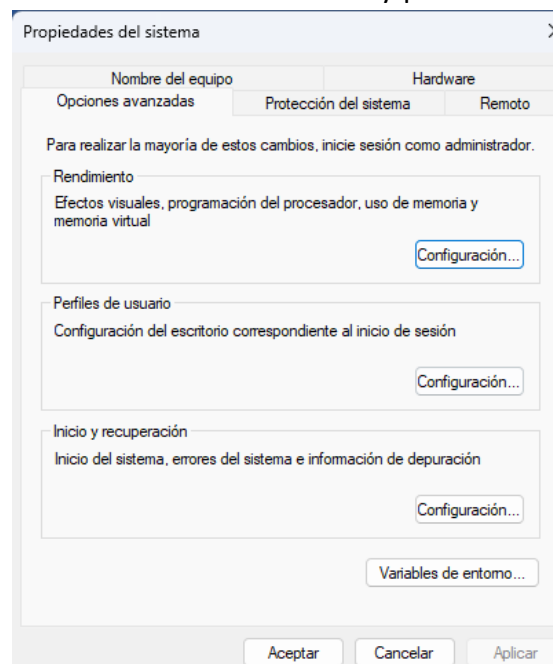 Propiedades del sistema
Nombre del equipo
Hardware
Opciones avanzadas
Protección del sistema
Remoto
Para realizar la mayoría de estos cambios, inicie sesión como administrador.
Rendimiento
Efectos visuales, programación del procesador, uso de memoria y
memoria virtual
Configuración...
Perfiles de usuario
Configuración del escritorio correspondiente al inicio de sesión
Configuración...
Inicio y recuperación
Inicio del sistema, errores del sistema e información de depuración
Configuración...
Variables de entorno...
Aceptar
Cancelar
Aplicar